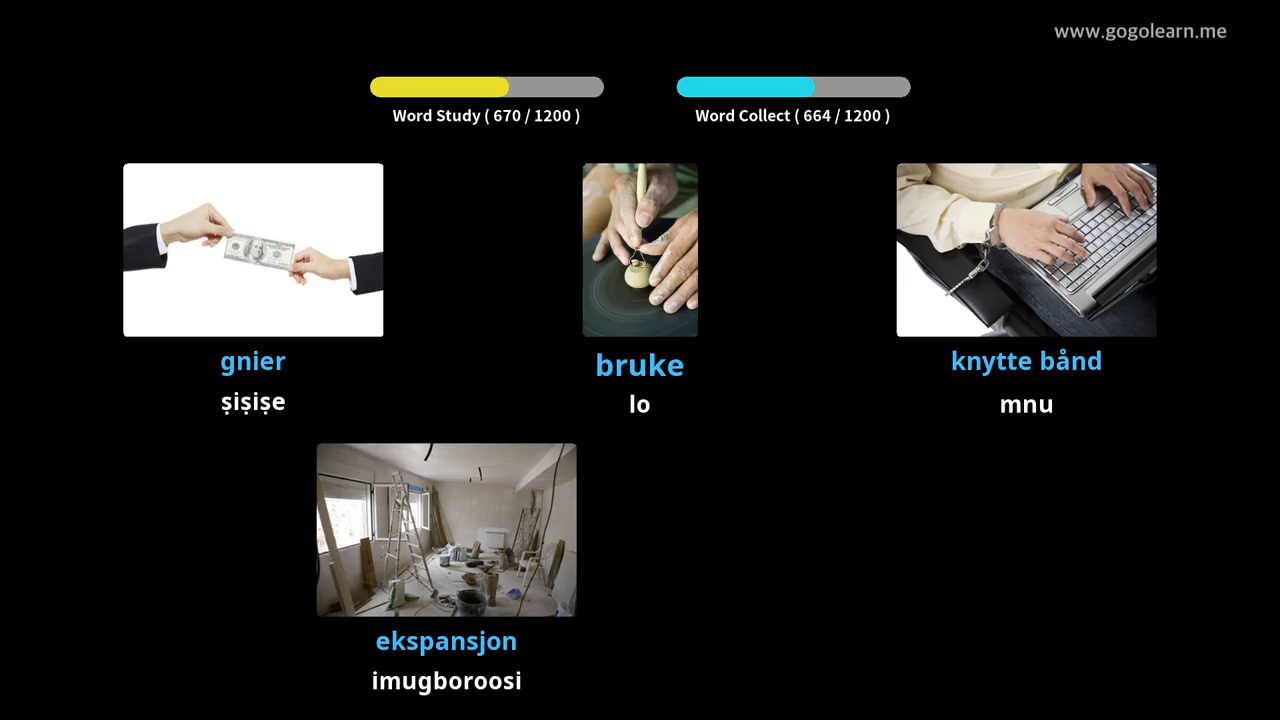 www.gogolearn.me
Word Study ( 670 / 1200 )
Word Collect ( 664 / 1200 )
gnier
ṣiṣiṣe
bruke
lo
knytte bånd
mnu
ekspansjon
imugboroosi